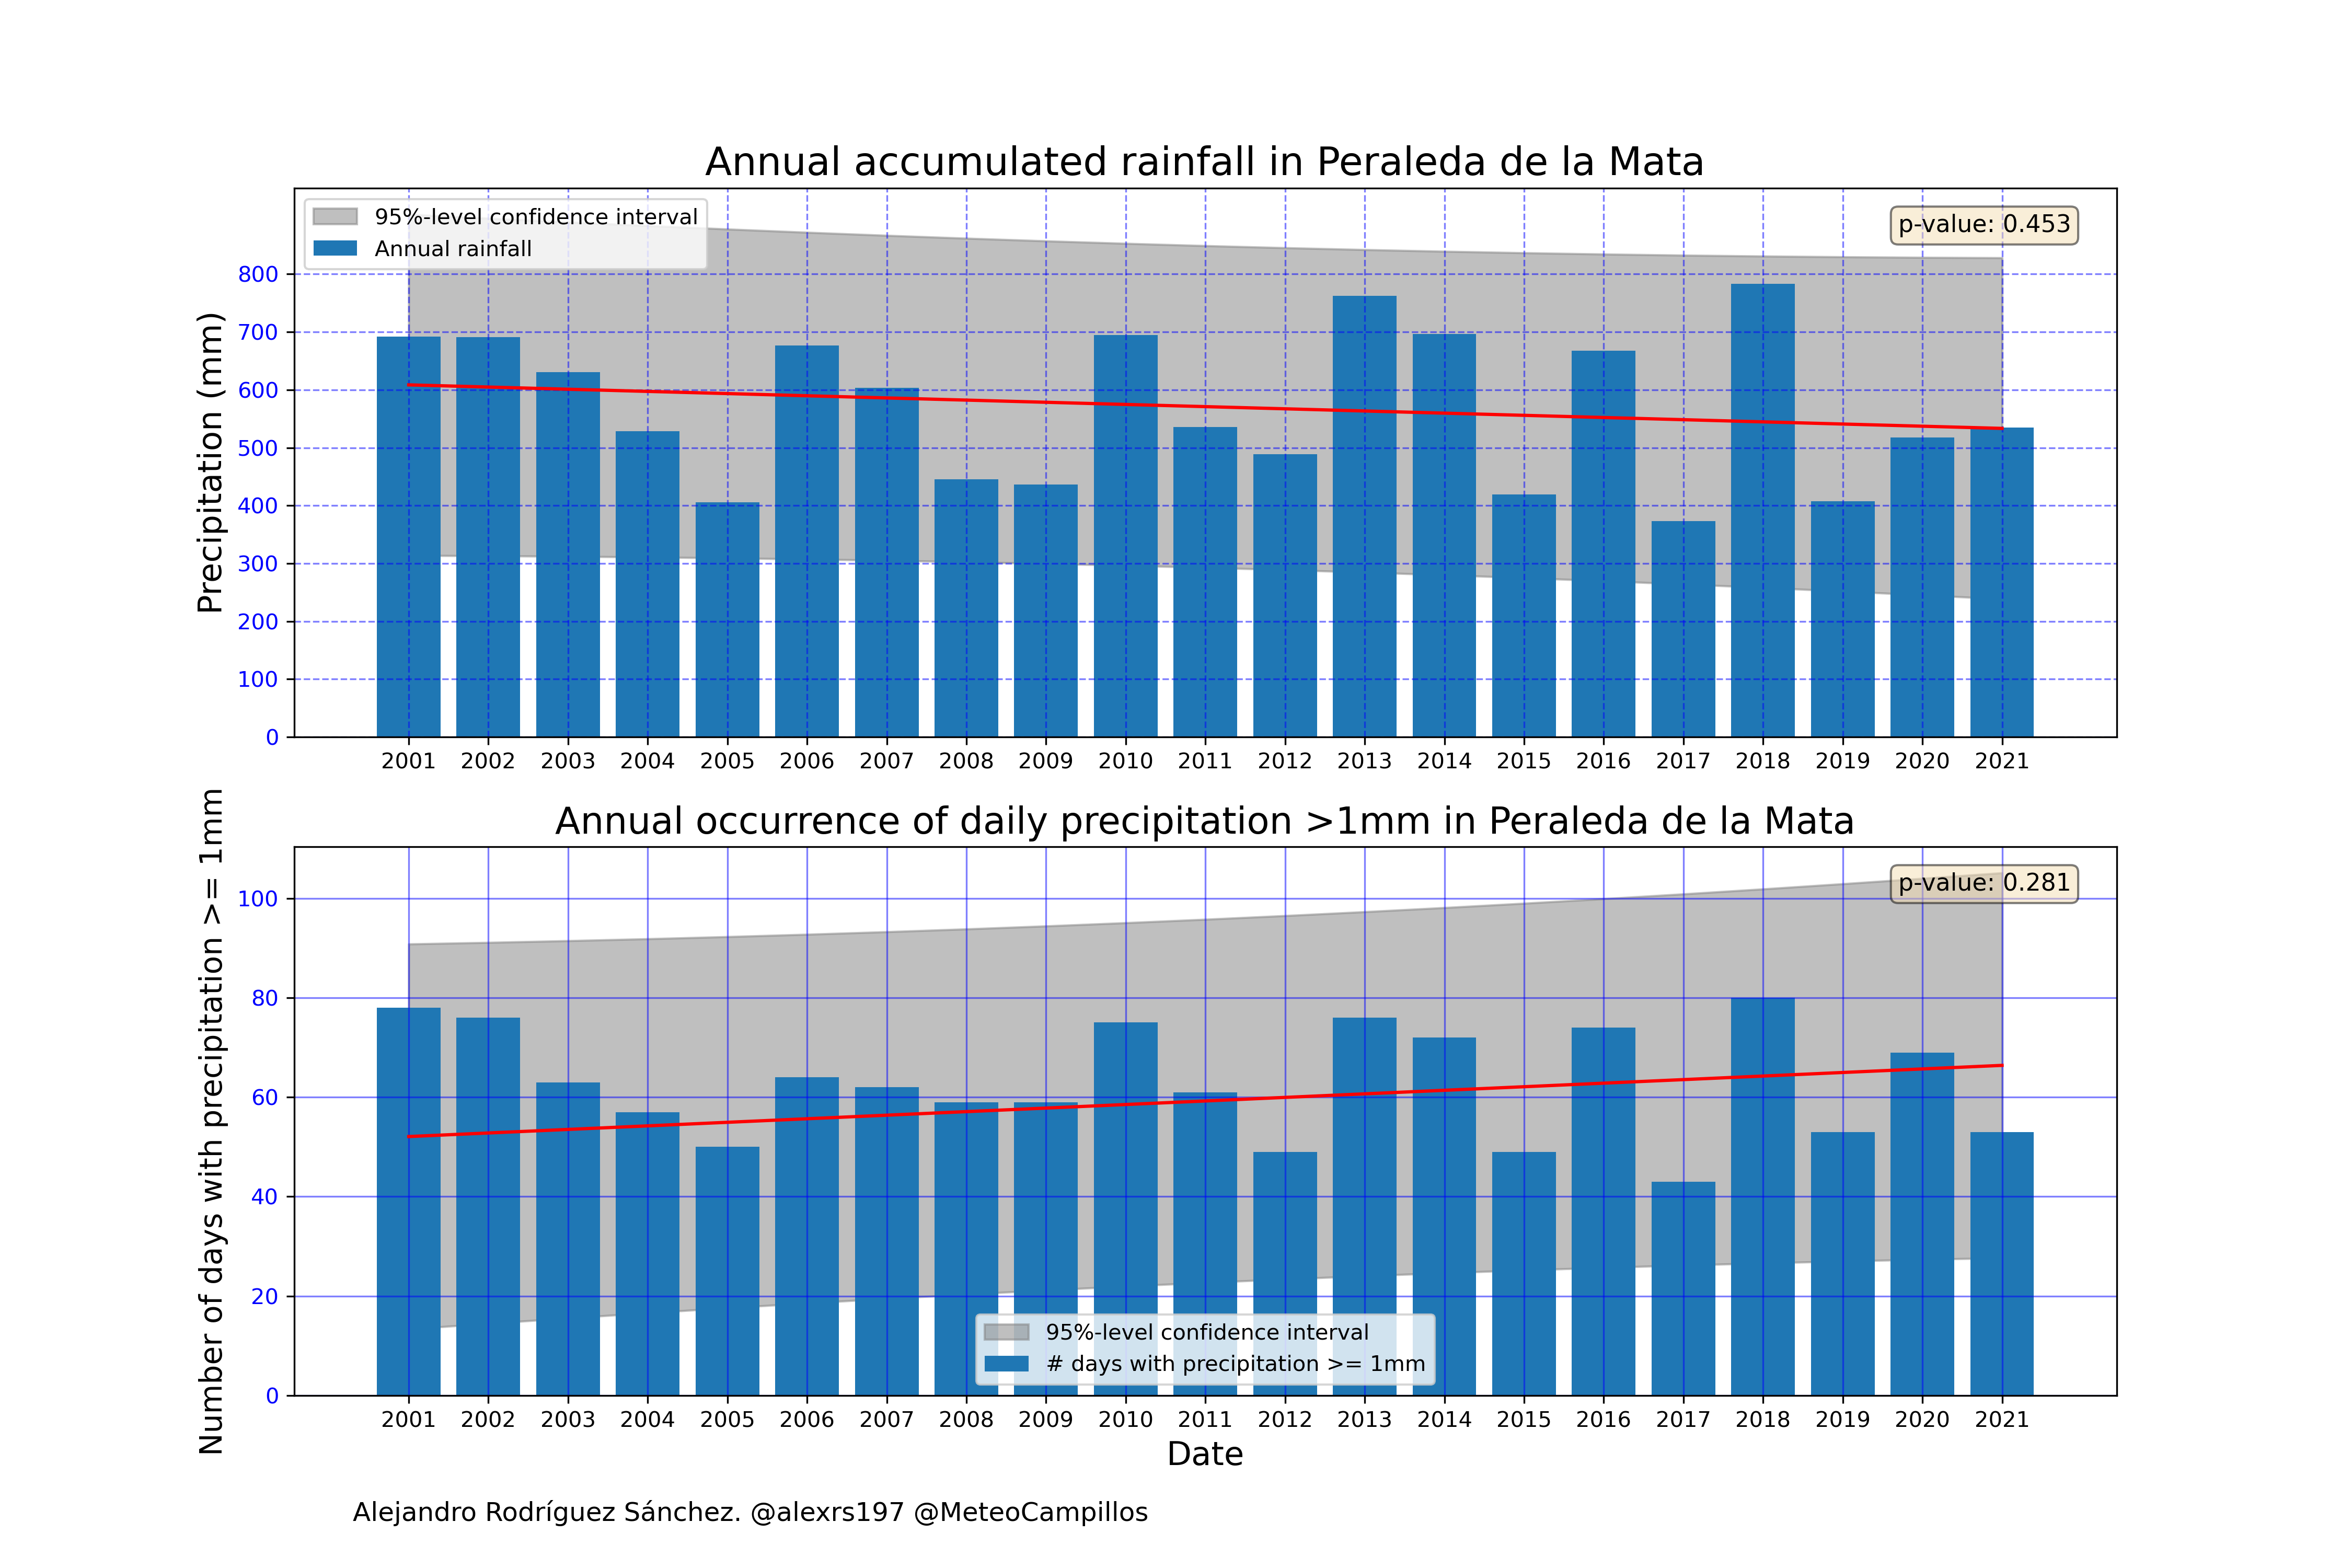 Annual accumulated rainfall in Peraleda de la Mata
95%-level confidence interval
Annual rainfall
p-value: 0.453
Precipitation (mm)
800
700
600
500
400
300
200
100
0
2001 2002 2003 2004 2005 2006 2007 2008 2009 2010 2011 2012 2013 2014 2015 2016 2017 2018 2019 2020 2021
Annual occurrence of daily precipitation >1mm in Peraleda de la Mata
p-value: 0.281
Number of days with precipitation >= 1mm
100
80
60
40
20
0
95%-level confidence interval
# days with precipitation >= 1mm
2001 2002 2003 2004 2005 2006 2007 2008 2009 2010 2011 2012 2013 2014 2015 2016 2017 2018 2019 2020 2021
Date
Alejandro Rodríguez Sánchez. @alexrs197 @MeteoCampillos